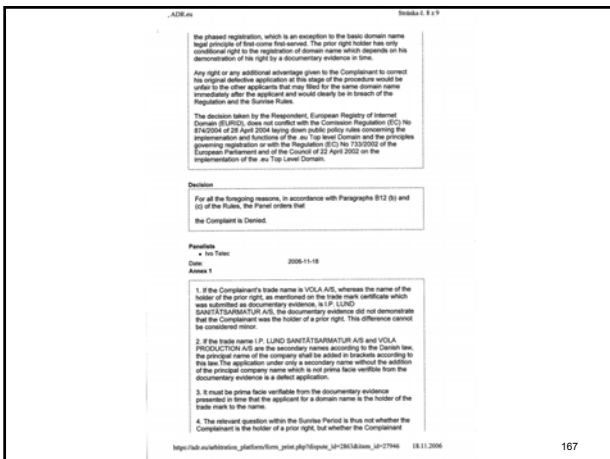 _ADR.eu
Stránka č. 8 z 9
the phased registration, which is an exception to the basic domain name
legal principle of first-come first-served. The prior right holder has only
conditional right to the registration of domain name which depends on his
demonstration of his right by a documentary evidence in time.
Any right or any additional advantage given to the Complainant to correct
his original defective application at this stage of the procedure would be
unfair to the other applicants that may filled for the same domain name
immediately after the applicant and would clearly be in breach of the
Regulation and the Sunrise Rules.
The decision taken by the Respondent, European Registry of Internet
Domain (EURID), does not conflict with the Comission Regulation (EC) No
874/2004 of 28 April 2004 laying down public policy rules concerning the
implemenation and functions of the .eu Top level Domain and the principles
governing registration or with the Regulation (EC) No 733/2002 of the
European Parliament and of the Council of 22 April 2002 on the
implementation of the .eu Top Level Domain.
Decision
For all the foregoing reasons, in accordance with Paragraphs B12 (b) and
(c) of the Rules, the Panel orders that
the Complaint is Denied.
Panelists
• Ivo Telec
Date: 2006-11-18
Annex 1
1. If the Complainant's trade name is VOLA A/S, whereas the name of the
holder of the prior right, as mentioned on the trade mark certificate which
was submitted as documentary evidence, is I.P. LUND
SANITÄTSARMATUR A/S, the documentary evidence did not demonstrate
that the Complainant was the holder of a prior right. This difference cannot
be considered minor.
2. If the trade name I.P. LUND SANITÄTSARMATUR A/S and VOLA
PRODUCTION A/S are the secondary names according to the Danish law,
the principal name of the company shall be added in brackets according to
this law.The application under only a secondary name without the addition
of the principal company name which is not prima facie verifible from the
documentary evidence is a defect application.
3. It must be prima facie verifiable from the documentary evidence
presented in time that the applicant for a domain name is the holder of the
trade mark to the name.
4. The relevant question within the Sunrise Period is thus not whether the
Complainant is the holder of a prior right, but whether the Complainant
https://adr.eu/arbitration_platform/form_print.php?dispute_id=2863&item_id=27946 18.11.2006
167